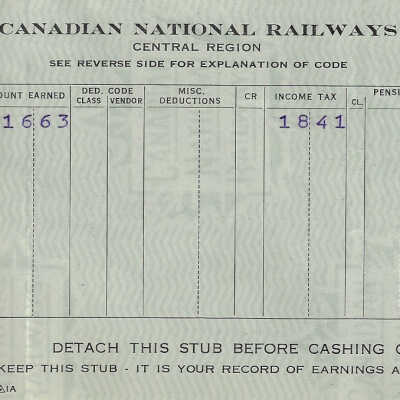 CANADIAN NATIONAL RAILWAYS
CENTRAL REGION
SEE REVERSE SIDE FOR EXPLANATION OF CODE
OUNT EARNED DED. CODE CLASS VENDOR MISC. DEDUCTIONS CR INCOME TAX CL. PENSI
1663 1841
DETACH THIS STUB BEFORE CASHING C
KEEP THIS STUB - IT IS YOUR RECORD OF EARNINGS A